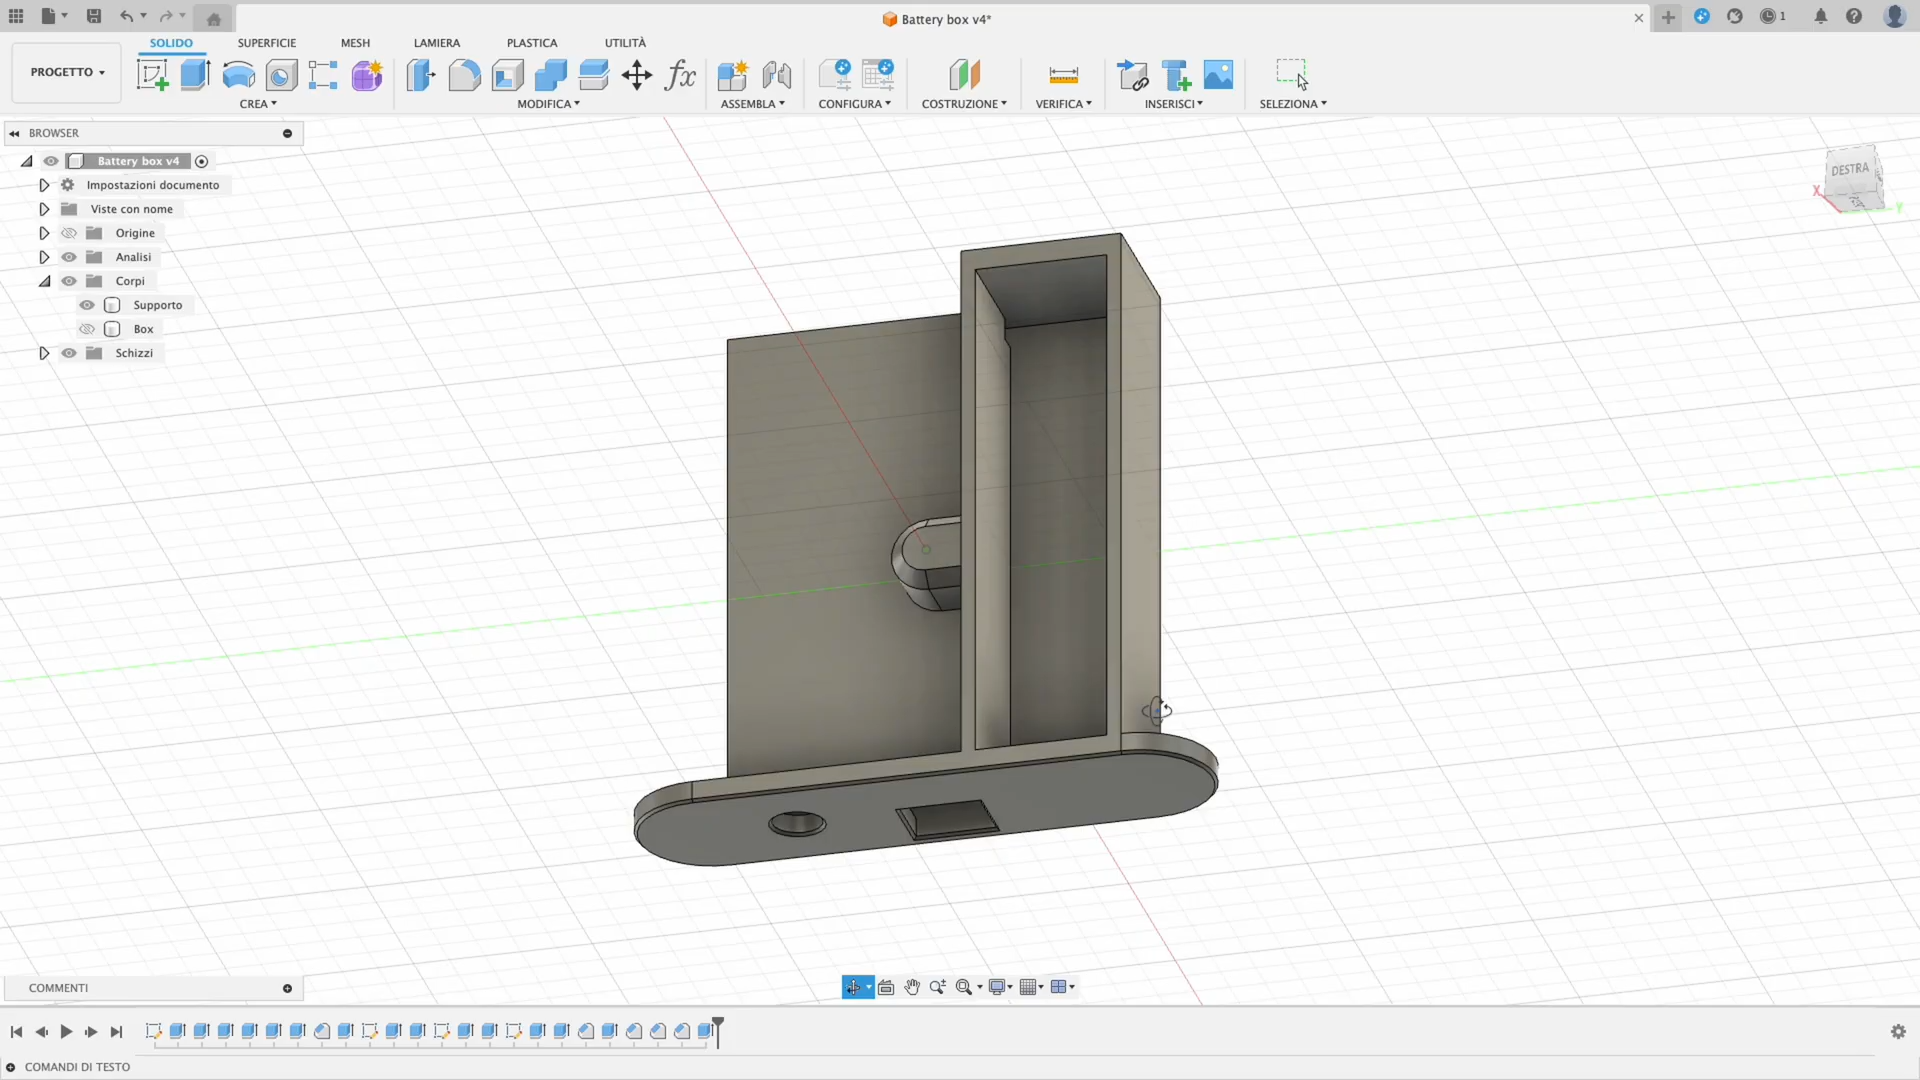 Battery box v4*
1
PROGETTO
SOLIDO
SUPERFICIE
MESH
LAMIERA
PLASTICA
UTILITÀ
fx
CREA
MODIFICA
ASSEMBLA
CONFIGURA
COSTRUZIONE
VERIFICA
INSERISCI
SELEZIONA
BROWSER
Battery box v4
Impostazioni documento
Viste con nome
Origine
Analisi
Corpi
Supporto
Box
Schizzi
DESTRA
X
Y
COMMENTI
COMANDI DI TESTO